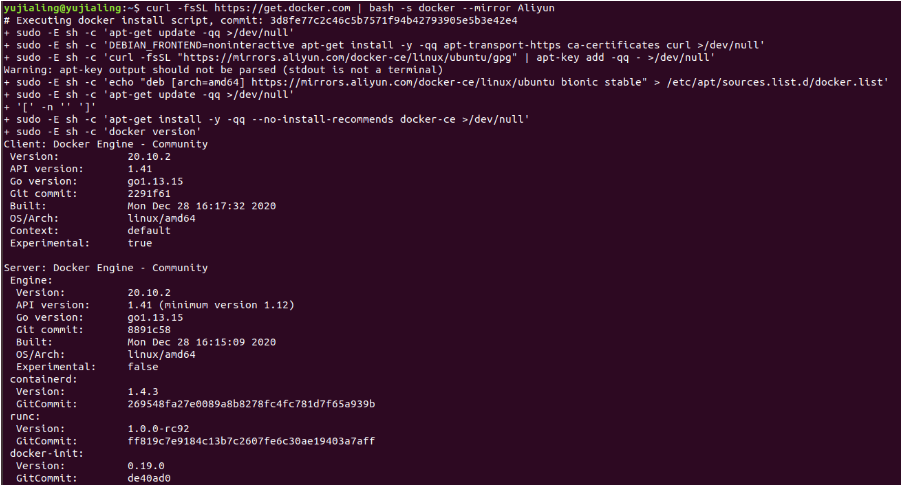 yujialing@yujialing:~$ curl -fsSL https://get.docker.com | bash -s docker --mirror Aliyun
# Executing docker install script, commit: 3d8fe77c2c46c5b7571f94b42793905e5b3e42e4
+ sudo -E sh -c 'apt-get update -qq >/dev/null'
+ sudo -E sh -c 'DEBIAN_FRONTEND=noninteractive apt-get install -y -qq apt-transport-https ca-certificates curl >/dev/null'
+ sudo -E sh -c 'curl -fsSL "https://mirrors.aliyun.com/docker-ce/linux/ubuntu/gpg" | apt-key add -qq - >/dev/null'
Warning: apt-key output should not be parsed (stdout is not a terminal)
+ sudo -E sh -c 'echo "deb [arch=amd64] https://mirrors.aliyun.com/docker-ce/linux/ubuntu bionic stable" > /etc/apt/sources.list.d/docker.list'
+ sudo -E sh -c 'apt-get update -qq >/dev/null'
+ '[' -n '' ']'
+ sudo -E sh -c 'apt-get install -y -qq --no-install-recommends docker-ce >/dev/null'
+ sudo -E sh -c 'docker version'
Client: Docker Engine - Community
 Version:           20.10.2
 API version:       1.41
 Go version:        go1.13.15
 Git commit:        2291f61
 Built:             Mon Dec 28 16:17:32 2020
 OS/Arch:           linux/amd64
 Context:           default
 Experimental:      true

Server: Docker Engine - Community
 Engine:
  Version:          20.10.2
  API version:      1.41 (minimum version 1.12)
  Go version:       go1.13.15
  Git commit:       8891c58
  Built:            Mon Dec 28 16:15:09 2020
  OS/Arch:          linux/amd64
  Experimental:     false
 containerd:
  Version:          1.4.3
  GitCommit:        269548fa27e0089a8b8278fc4fc781d7f65a939b
 runc:
  Version:          1.0.0-rc92
  GitCommit:        ff819c7e9184c13b7c2607fe6c30ae19403a7aff
 docker-init:
  Version:          0.19.0
  GitCommit:        de40ad0